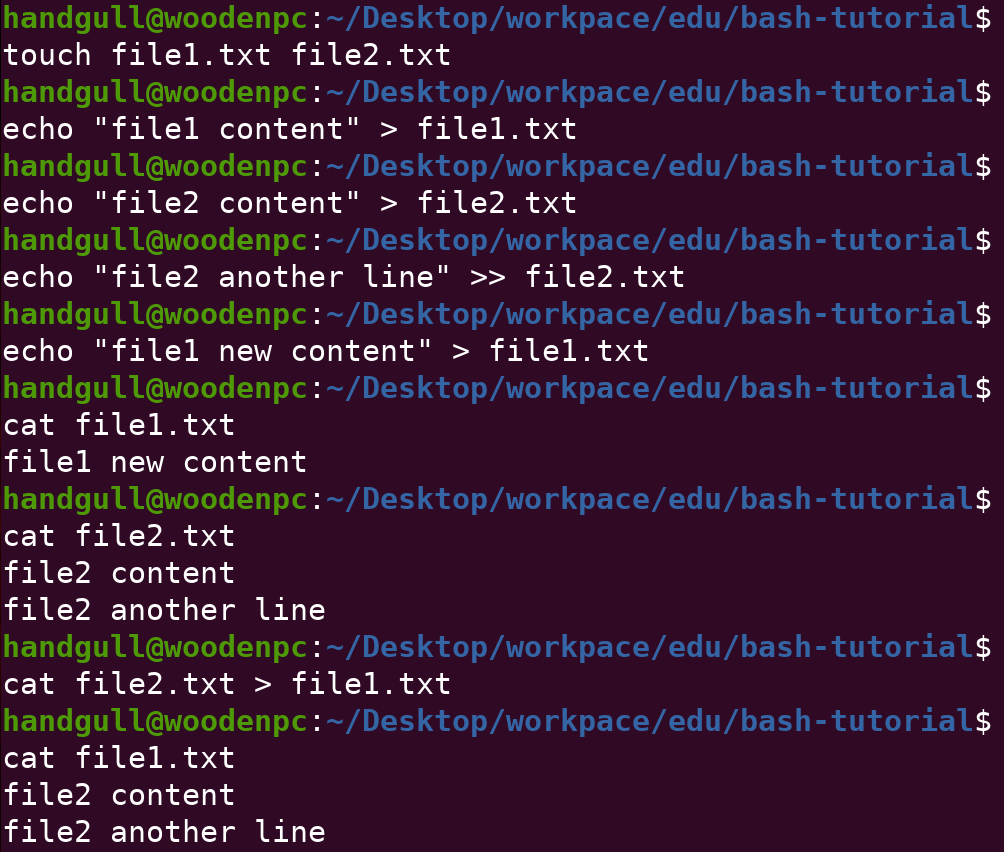 handgull@woodenpc:~/Desktop/workpace/edu/bash-tutorial$
touch file1.txt file2.txt
handgull@woodenpc:~/Desktop/workpace/edu/bash-tutorial$
echo "file1 content" > file1.txt
handgull@woodenpc:~/Desktop/workpace/edu/bash-tutorial$
echo "file2 content" > file2.txt
handgull@woodenpc:~/Desktop/workpace/edu/bash-tutorial$
echo "file2 another line" >> file2.txt
handgull@woodenpc:~/Desktop/workpace/edu/bash-tutorial$
echo "file1 new content" > file1.txt
handgull@woodenpc:~/Desktop/workpace/edu/bash-tutorial$
cat file1.txt
file1 new content
handgull@woodenpc:~/Desktop/workpace/edu/bash-tutorial$
cat file2.txt
file2 content
file2 another line
handgull@woodenpc:~/Desktop/workpace/edu/bash-tutorial$
cat file2.txt > file1.txt
handgull@woodenpc:~/Desktop/workpace/edu/bash-tutorial$
cat file1.txt
file2 content
file2 another line